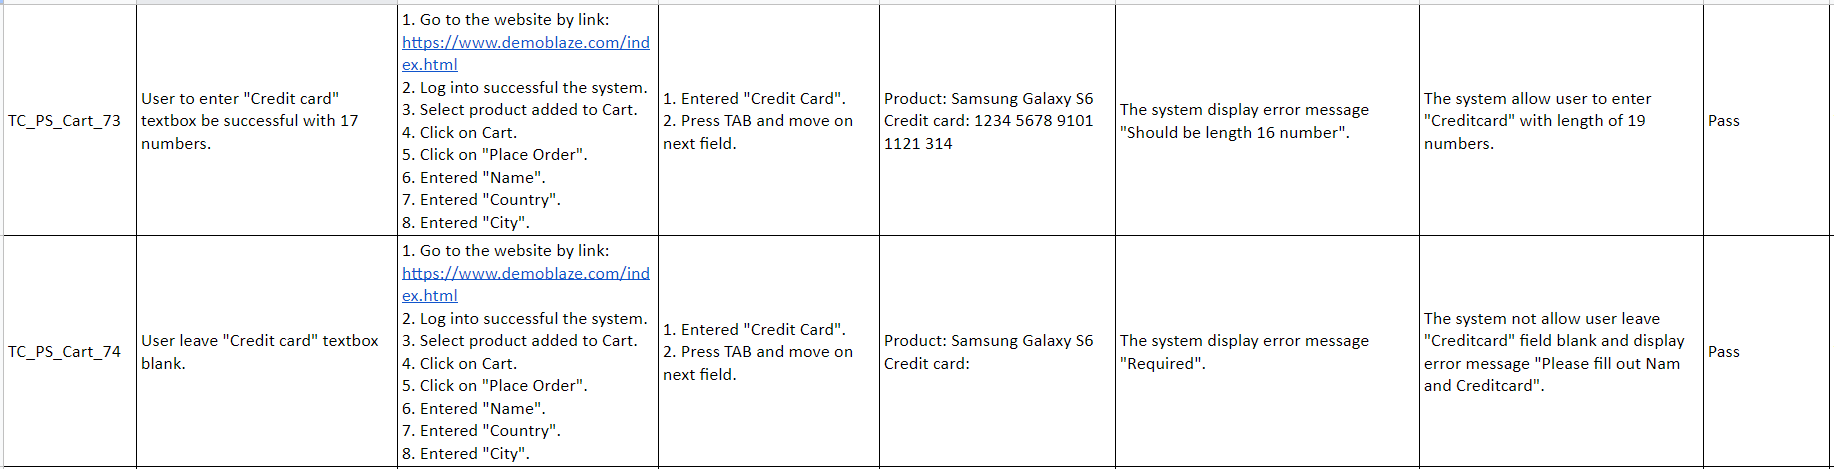 TC_PS_Cart_73
User to enter "Credit card"
textbox be successful with 17
numbers.
1. Go to the website by link:
https://www.demoblaze.com/ind
ex.html
2. Log into successful the system.
3. Select product added to Cart.
4. Click on Cart.
5. Click on "Place Order".
6. Entered "Name".
7. Entered "Country".
8. Entered "City".
1. Entered "Credit Card".
2. Press TAB and move on
next field.
Product: Samsung Galaxy S6
Credit card: 1234 5678 9101
1121 314
The system display error message
"Should be length 16 number".
The system allow user to enter
"Creditcard" with length of 19
numbers.
Pass
TC_PS_Cart_74
User leave "Credit card" textbox
blank.
1. Go to the website by link:
https://www.demoblaze.com/ind
ex.html
2. Log into successful the system.
3. Select product added to Cart.
4. Click on Cart.
5. Click on "Place Order".
6. Entered "Name".
7. Entered "Country".
8. Entered "City".
1. Entered "Credit Card".
2. Press TAB and move on
next field.
Product: Samsung Galaxy S6
Credit card:
The system display error message
"Required".
The system not allow user leave
"Creditcard" field blank and display
error message "Please fill out Nam
and Creditcard".
Pass